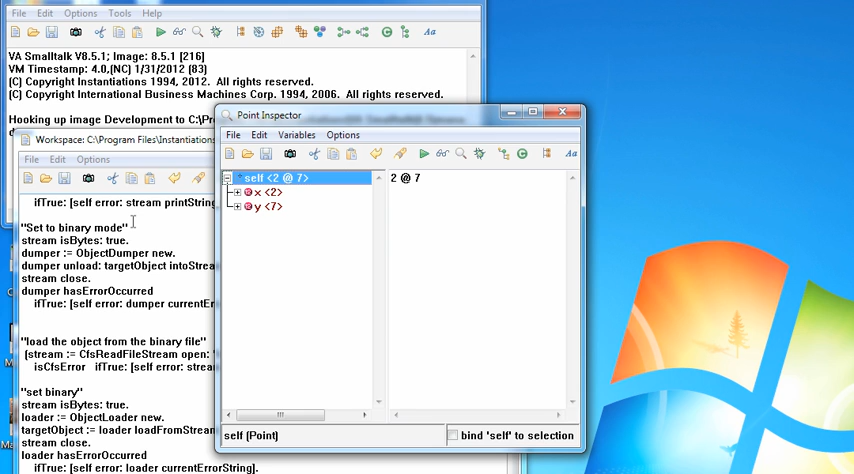 File Edit Options Tools Help
Aa
VA Smalltalk V8.5.1; Image: 8.5.1 [216]
VM Timestamp: 4.0,(NC) 1/31/2012 [83]
(C) Copyright Instantiations 1994, 2012. All rights reserved.
(C) Copyright International Business Machines Corp. 1994, 2006. All rights reserved.
Hooking up image Development to C:\Pr
Workspace: C:\Program Files\Instantiations
File Edit Options
ifTrue: [self error: stream printString
"Set to binary mode"
stream isBytes: true.
dumper := ObjectDumper new.
dumper unload: targetObject intoStrea
stream close.
dumper hasErrorOccurred
ifTrue: [self error: dumper currentErr
"load the object from the binary file"
[stream := CfsReadFileStream open: '
isCfsError ifTrue: [self error: strea
"set binary"
stream isBytes: true.
loader := ObjectLoader new.
targetObject := loader loadFromStream
stream close.
loader hasErrorOccurred
ifTrue: [self error: loader currentErrorString].
Point Inspector
File Edit Variables Options
Aa
self <2 @ 7>
x <2>
y <7>
2 @ 7
self (Point)
bind 'self' to selection